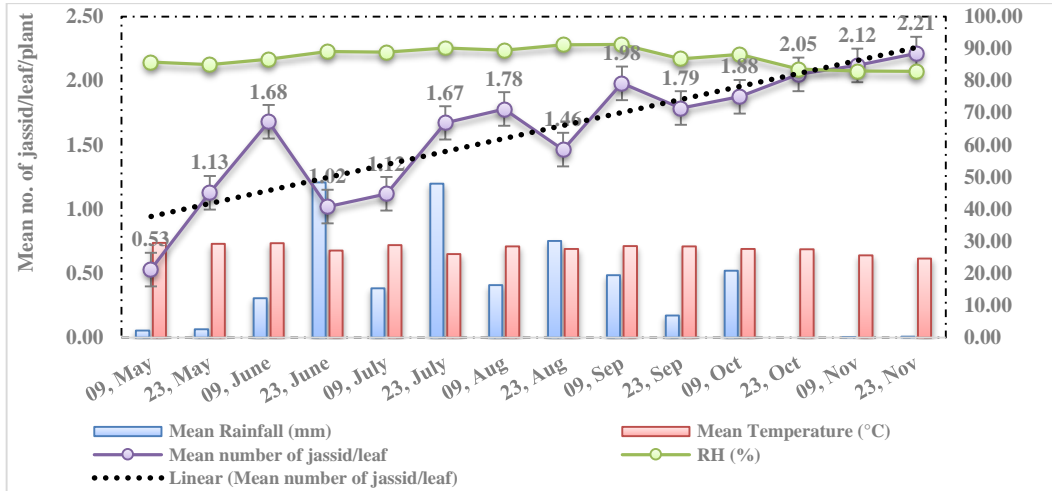 Mean no. of jassid/leaf/plant
2.50
2.00
1.50
1.00
0.50
0.00
100.00
90.00
80.00
70.00
60.00
50.00
40.00
30.00
20.00
10.00
0.00
0.53
1.13
1.68
1.02
1.12
1.67
1.78
1.46
1.98
1.79
1.88
2.05
2.12
2.21
09, May
23, May
09, June
23, June
09, July
23, July
09, Aug
23, Aug
09, Sep
23, Sep
09, Oct
23, Oct
09, Nov
23, Nov
Mean Rainfall (mm)
Mean Temperature (°C)
Mean number of jassid/leaf
RH (%)
Linear (Mean number of jassid/leaf)